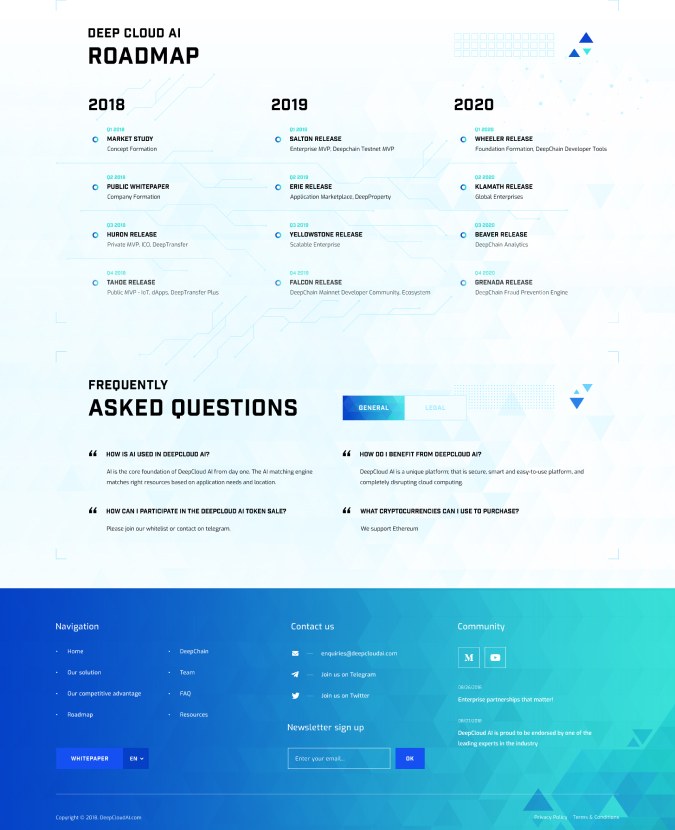 DEEP CLOUD AI
ROADMAP
2018
Q1 2018
MARKET STUDY
Concept Formation
Q2 2018
PUBLIC WHITEPAPER
Company Formation
Q3 2018
HURON RELEASE
Private MVP, ICO, DeepTransfer
Q4 2018
TAHOE RELEASE
Public MVP - IoT, dApps, DeepTransfer Plus
2019
Q1 2019
SALTON RELEASE
Enterprise MVP, Deepchain Testnet MVP
Q2 2019
ERIE RELEASE
Application Marketplace, DeepProperty
Q3 2019
YELLOWSTONE RELEASE
Scalable Enterprise
Q4 2019
FALCON RELEASE
DeepChain Mainnet Developer Community, Ecosystem
2020
Q1 2020
WHEELER RELEASE
Foundation Formation, DeepChain Developer Tools
Q2 2020
KLAMATH RELEASE
Global Enterprises
Q3 2020
BEAVER RELEASE
DeepChain Analytics
Q4 2020
GRENADA RELEASE
DeepChain Fraud Prevention Engine
FREQUENTLY
ASKED QUESTIONS
GENERAL
LEGAL
HOW IS AI USED IN DEEPCLOUD AI?
AI is the core foundation of DeepCloud AI from day one. The AI matching engine
matches right resources based on application needs and location.
HOW DO I BENEFIT FROM DEEPCLOUD AI?
DeepCloud AI is a unique platform; that is secure, smart and easy-to-use platform, and
completely disrupting cloud computing.
HOW CAN I PARTICIPATE IN THE DEEPCLOUD AI TOKEN SALE?
Please join our whitelist or contact on telegram.
WHAT CRYPTOCURRENCIES CAN I USE TO PURCHASE?
We support Ethereum
Navigation
Home
Our solution
Our competitive advantage
Roadmap
DeepChain
Team
FAQ
Resources
WHITEPAPER
EN
Contact us
enquiries@deepcloudai.com
Join us on Telegram
Join us on Twitter
Newsletter sign up
Enter your email...
OK
Community
M
Enterprise partnerships that matter!
DeepCloud AI is proud to be endorsed by one of the
leading experts in the industry
Copyright © 2018, DeepCloudAI.com
Privacy Policy
Terms & Conditions